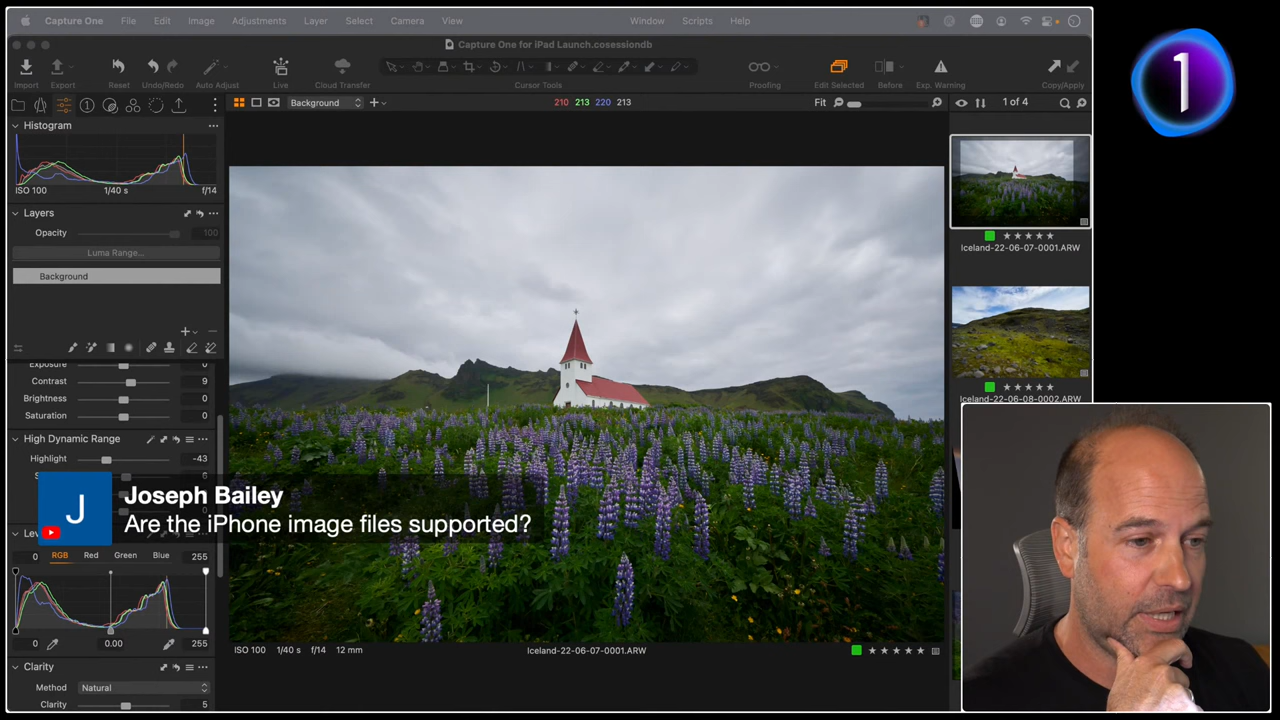 Capture One File Edit Image Adjustments Layer Select Camera View Window Scripts Help
Capture One for iPad Launch.cosessiondb
Import Export Reset Undo/Redo Auto Adjust Live Cloud Transfer Cursor Tools Proofing Edit Selected Before Exp. Warning Copy/Apply
Background 210 213 220 213 Fit 1 of 4
Histogram
ISO 100 1/40 s f/14
Layers
Opacity 100
Luma Range...
Background
Exposure 0
Contrast 9
Brightness 0
Saturation 0
High Dynamic Range
Highlight -43
6
0
Joseph Bailey
J
Are the iPhone image files supported?
0 RGB Red Green Blue 255
0 0.00 255
Clarity
Method Natural
Clarity 5
ISO 100 1/40 s f/14 12 mm Iceland-22-06-07-0001.ARW
Iceland-22-06-07-0001.ARW
Iceland-22-06-08-0002.ARW
1